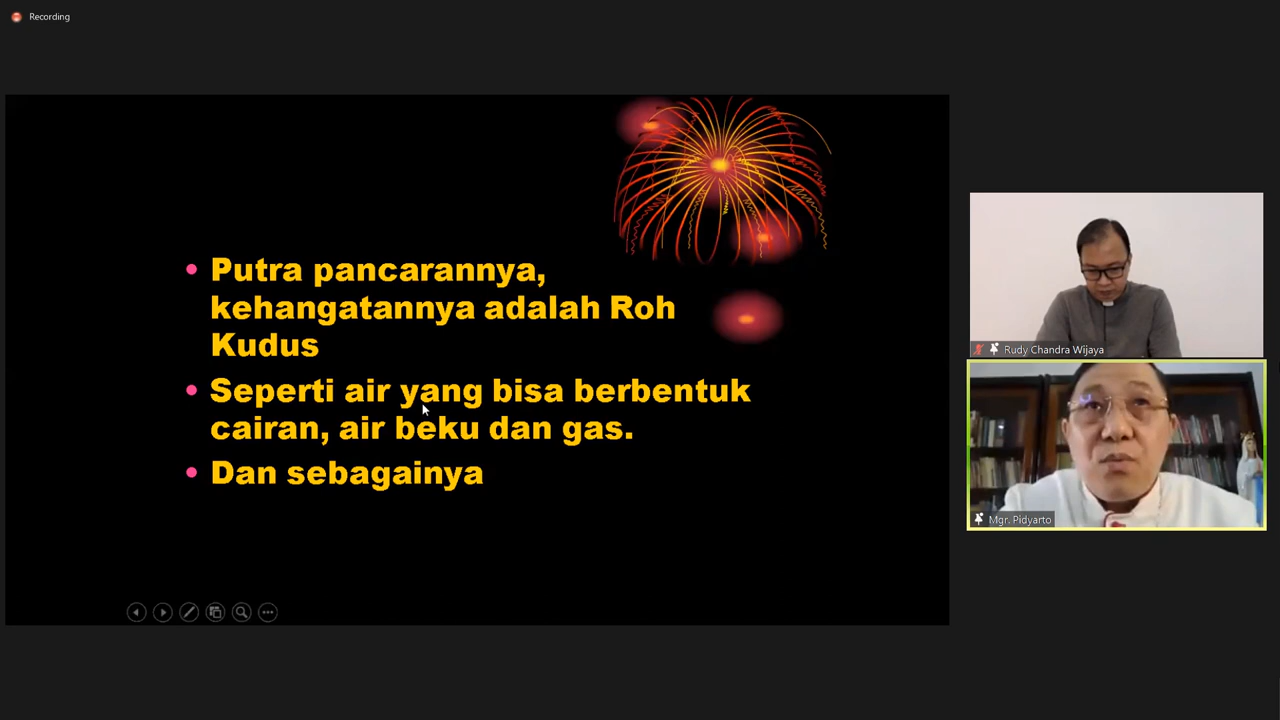 Recording
Putra pancarannya,
kehangatannya adalah Roh
Kudus
Seperti air yang bisa berbentuk
cairan, air beku dan gas.
Dan sebagainya
Rudy Chandra Wijaya
Mgr. Pidyarto